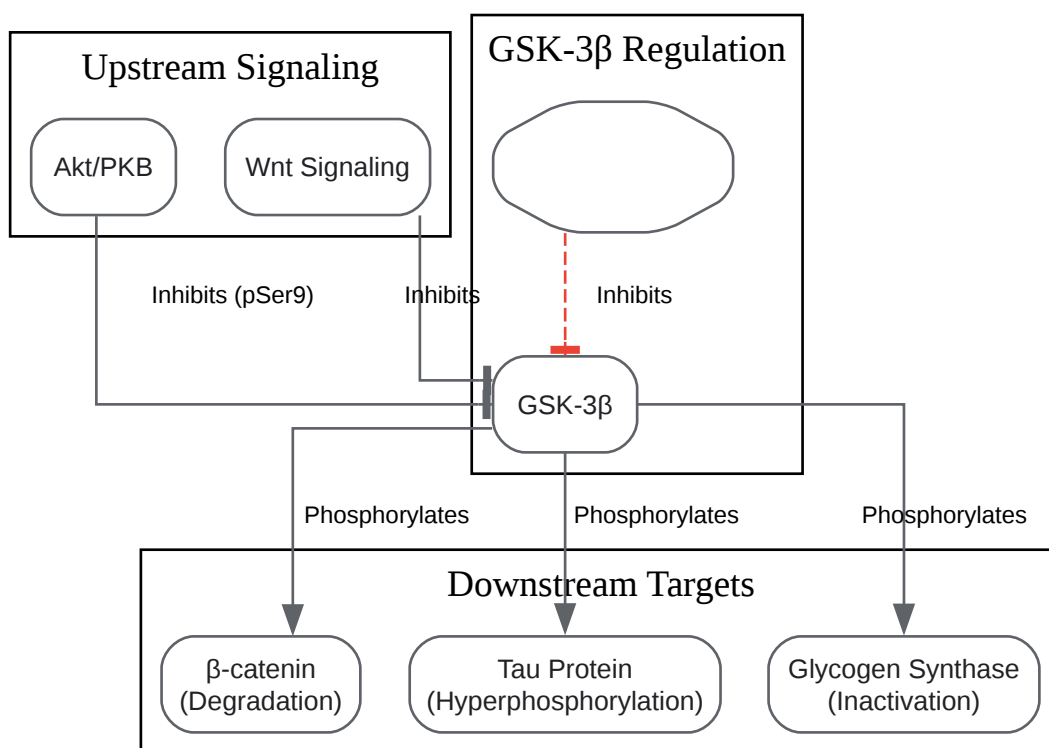 Upstream Signaling
GSK-3β Regulation
Akt/PKB
Wnt Signaling
Inhibits (pSer9)
Inhibits
Inhibits
GSK-3β
Phosphorylates
Phosphorylates
Phosphorylates
Downstream Targets
β-catenin
(Degradation)
Tau Protein
(Hyperphosphorylation)
Glycogen Synthase
(Inactivation)